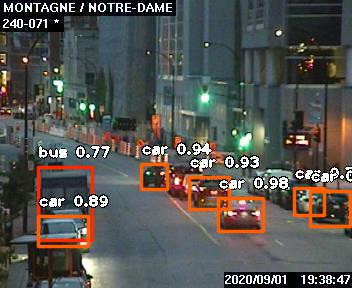 MONTAGNE / NOTRE-DAME
240-071 *
bus 0.77
car 0.94
car 0.93
car 0.98
car 0.89
2020/09/01 19:38:47